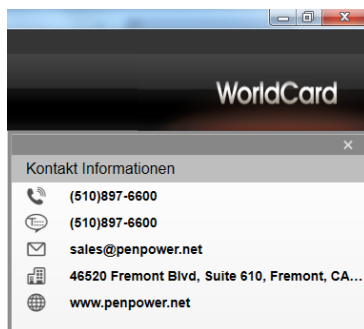 WorldCard
Kontakt Informationen
(510)897-6600
(510)897-6600
sales@penpower.net
46520 Fremont Blvd, Suite 610, Fremont, CA...
www.penpower.net